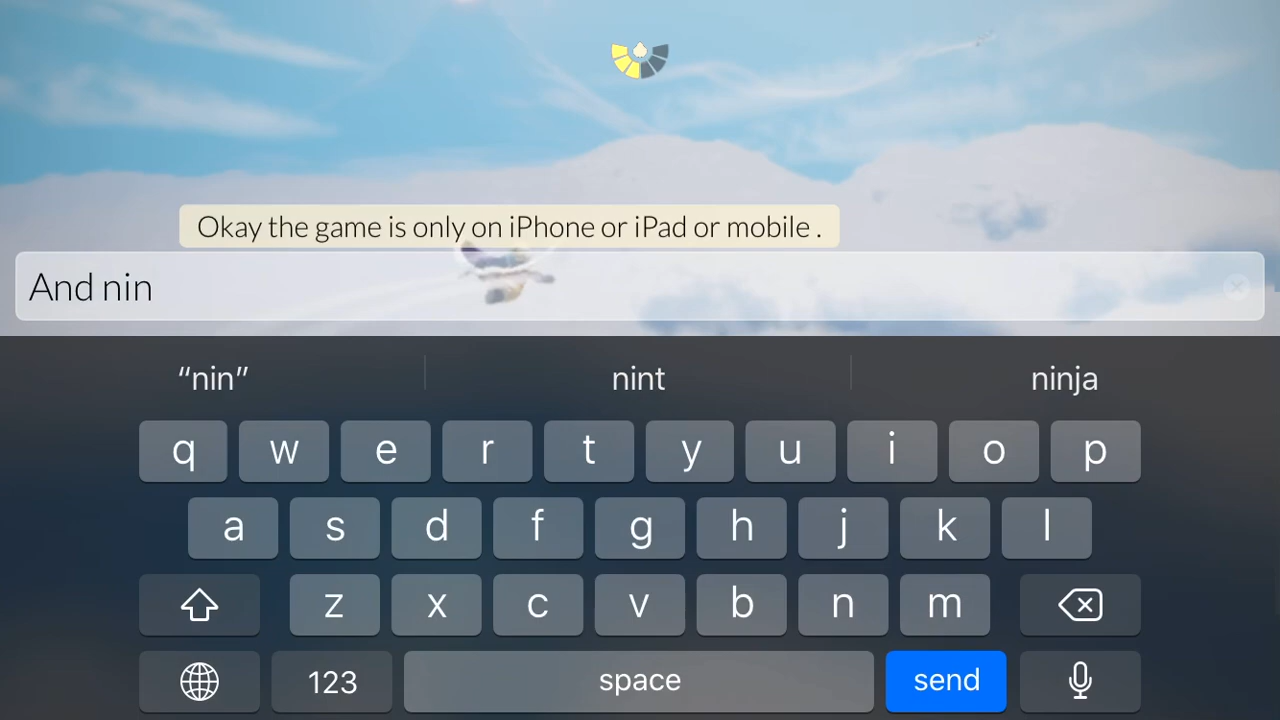 Okay the game is only on iPhone or iPad or mobile .
And nin
“nin” nint ninja
q w e r t y u i o p
a s d f g h j k l
z x c v b n m
123 space send